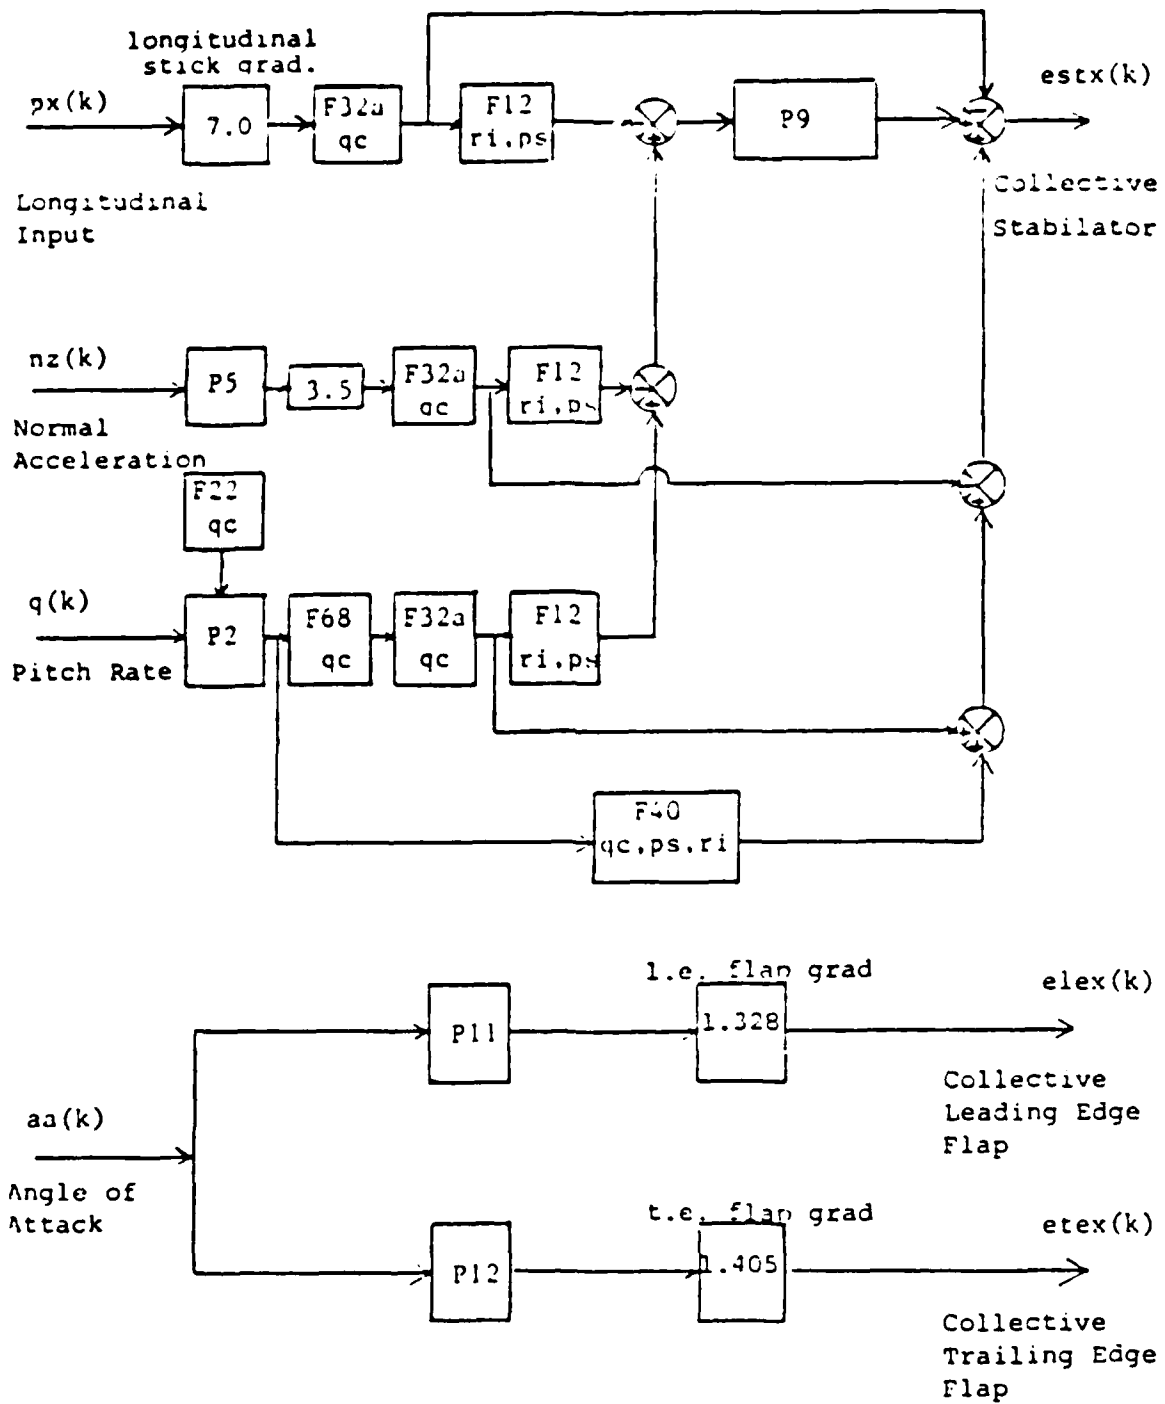 longitudinal
stick grad.
px(k)
7.0
F32a
qc
F12
ri,ps
P9
estx(k)
Longitudinal
Input
Collective
Stabilator
nz(k)
P5
3.5
F32a
qc
F12
ri,ps
Normal
Acceleration
F22
qc
q(k)
P2
F68
qc
F32a
qc
F12
ri,ps
Pitch Rate
F40
qc,ps,ri
l.e. flap grad
P11
1.328
elex(k)
Collective
Leading Edge
Flap
aa(k)
Angle of
Attack
t.e. flap grad
P12
1.405
etex(k)
Collective
Trailing Edge
Flap